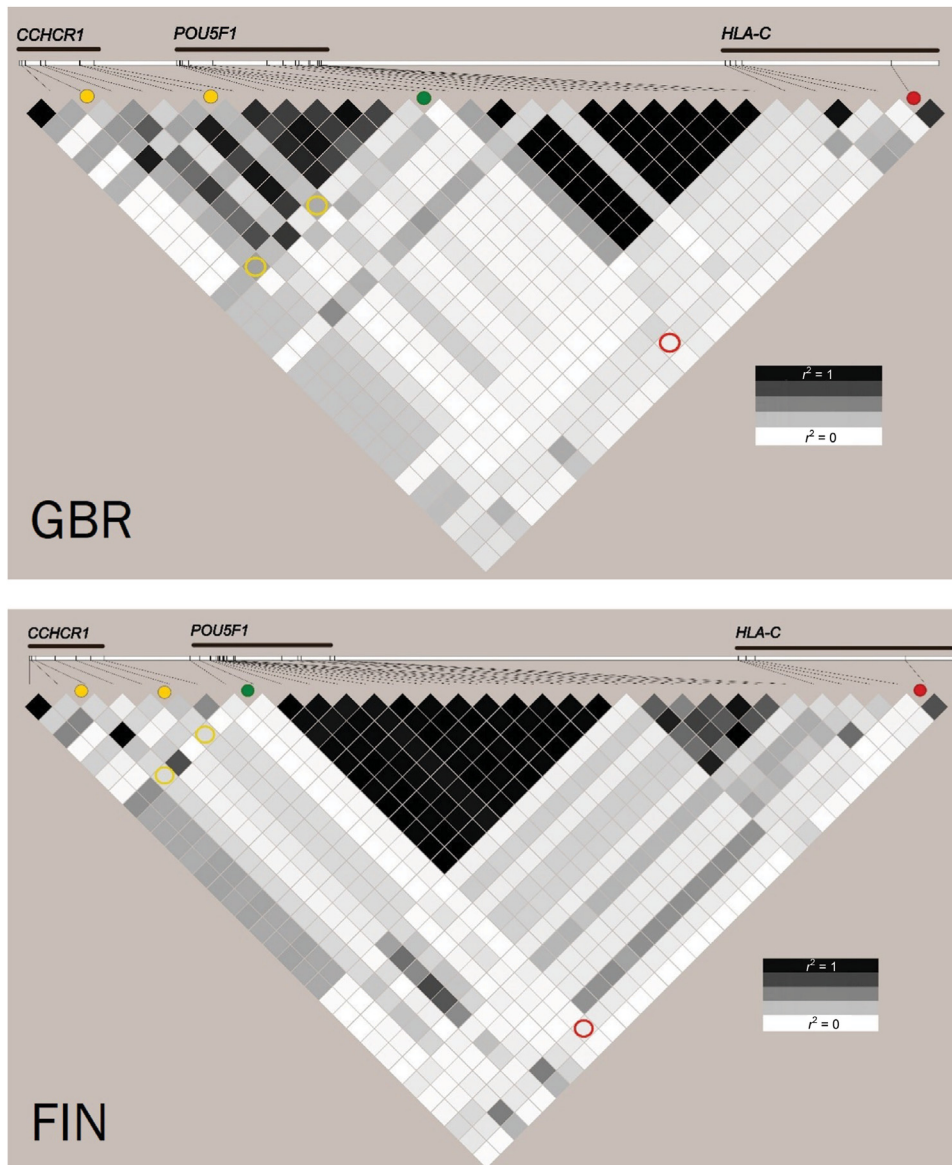 CCHCR1 POU5F1 HLA-C
r² = 1
r² = 0
GBR
CCHCR1 POU5F1 HLA-C
r² = 1
r² = 0
FIN